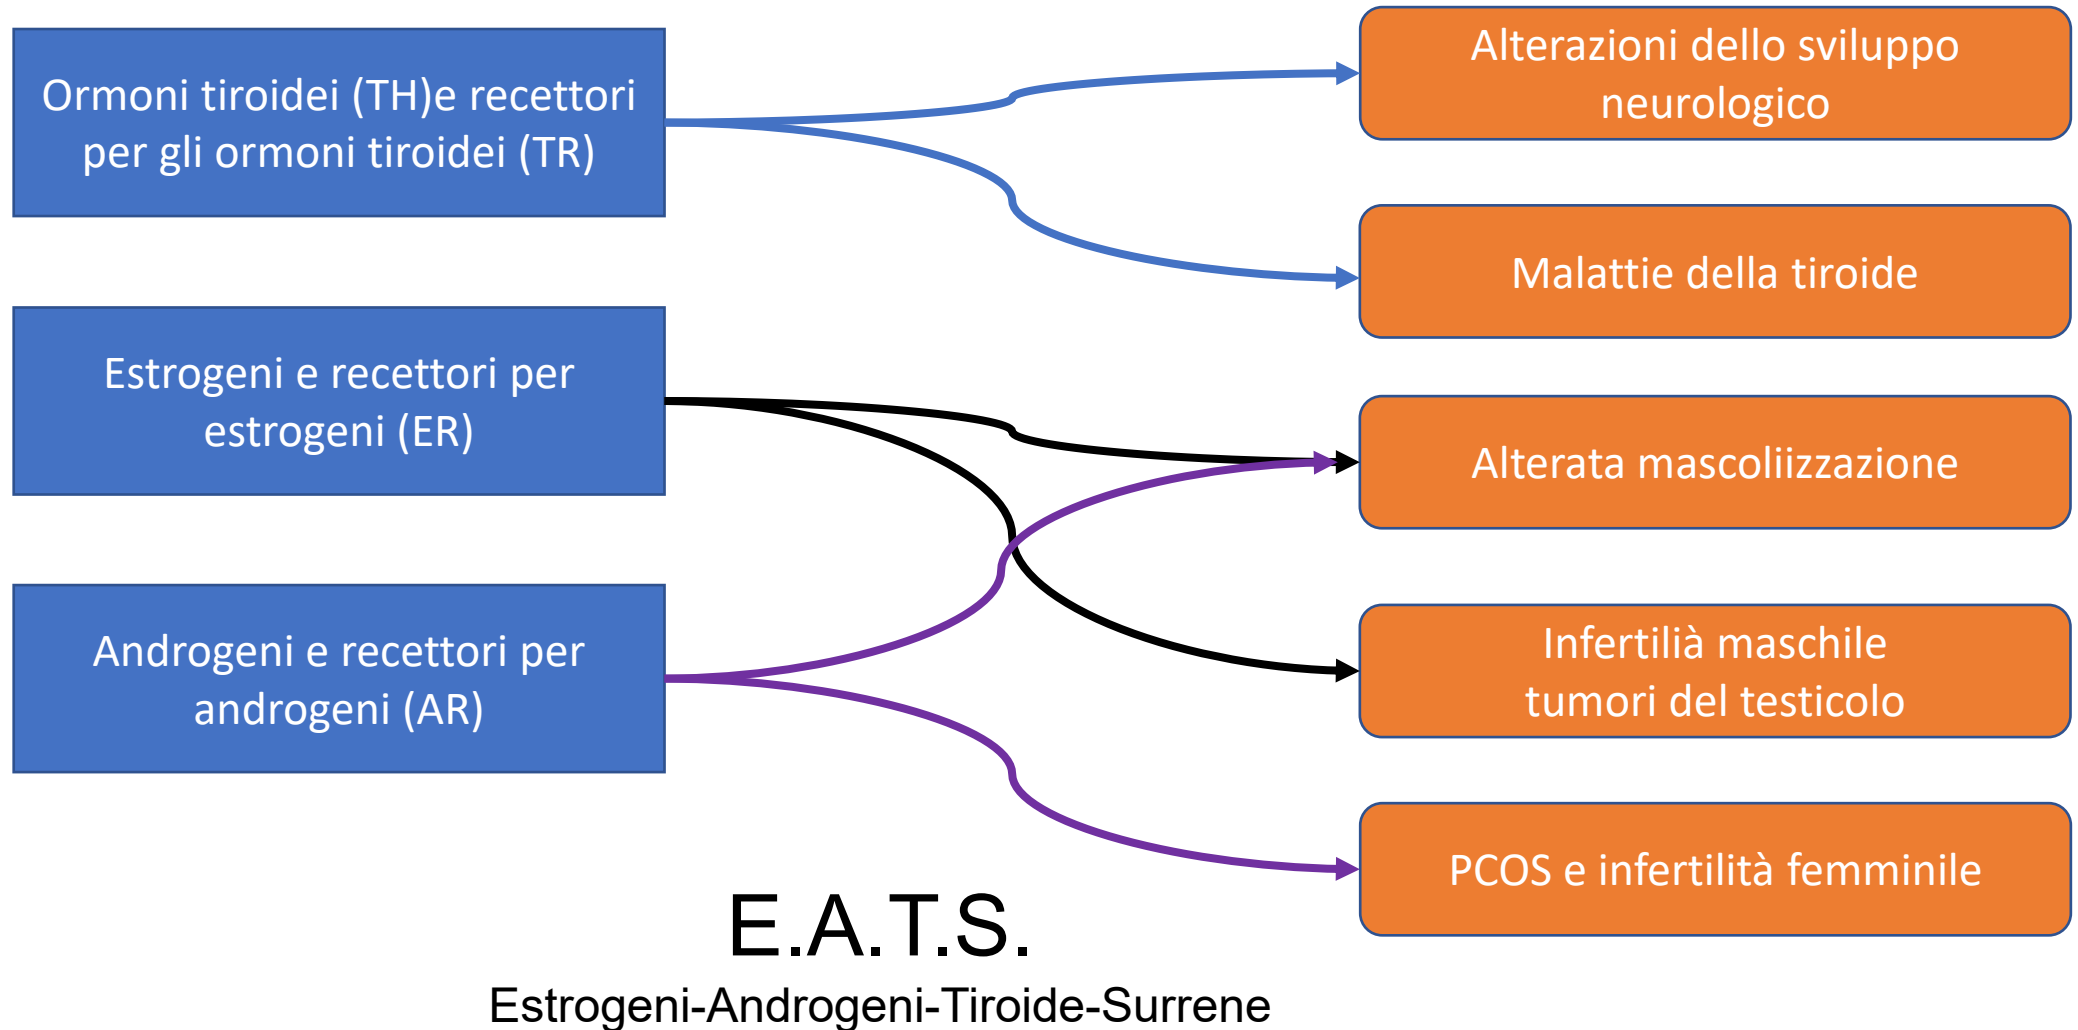 Ormoni tiroidei (TH)e recettori
per gli ormoni tiroidei (TR)
Estrogeni e recettori per
estrogeni (ER)
Androgeni e recettori per
androgeni (AR)
Alterazioni dello sviluppo
neurologico
Malattie della tiroide
Alterata mascoliizzazione
Infertilià maschile
tumori del testicolo
PCOS e infertilità femminile
E.A.T.S.
Estrogeni-Androgeni-Tiroide-Surrene